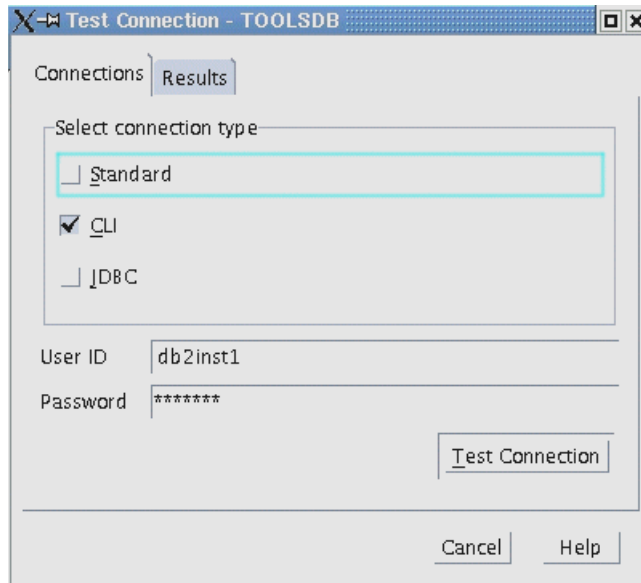 Test Connection - TOOLSDB
Connections Results
Select connection type
Standard
CLI
JDBC
User ID db2inst1
Password *******
Test Connection
Cancel Help